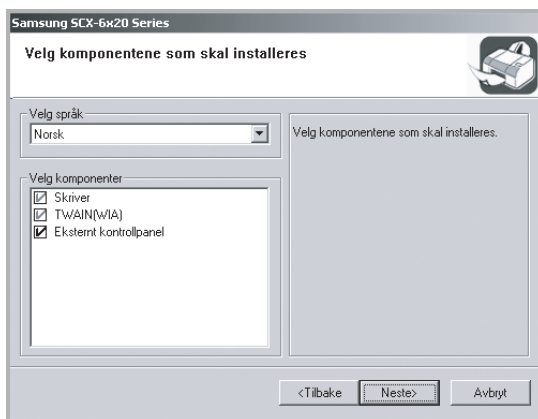 Samsung SCX-6x20 Series
Velg komponentene som skal installeres
Velg språk
Norsk
Velg komponentene som skal installeres.
Velg komponenter
Skriver
TWAIN(WIA)
Eksternt kontrollpanel
<Tilbake
Neste>
Avbryt